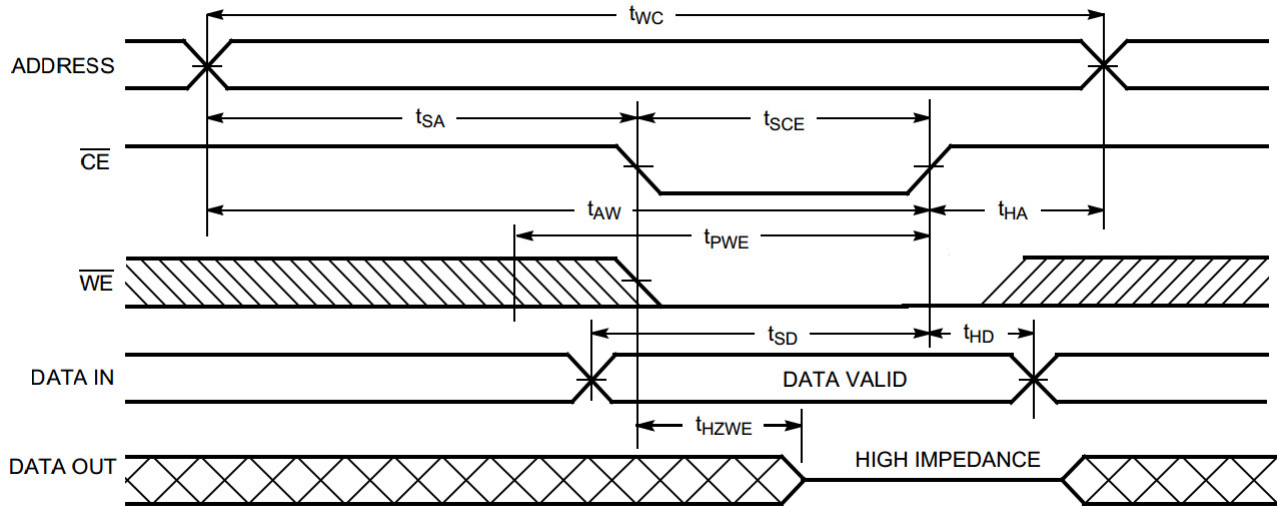 tWC
ADDRESS
tSA
tSCE
CE
tAW
tHA
tPWE
WE
tSD
tHD
DATA IN
DATA VALID
tHZWE
DATA OUT
HIGH IMPEDANCE